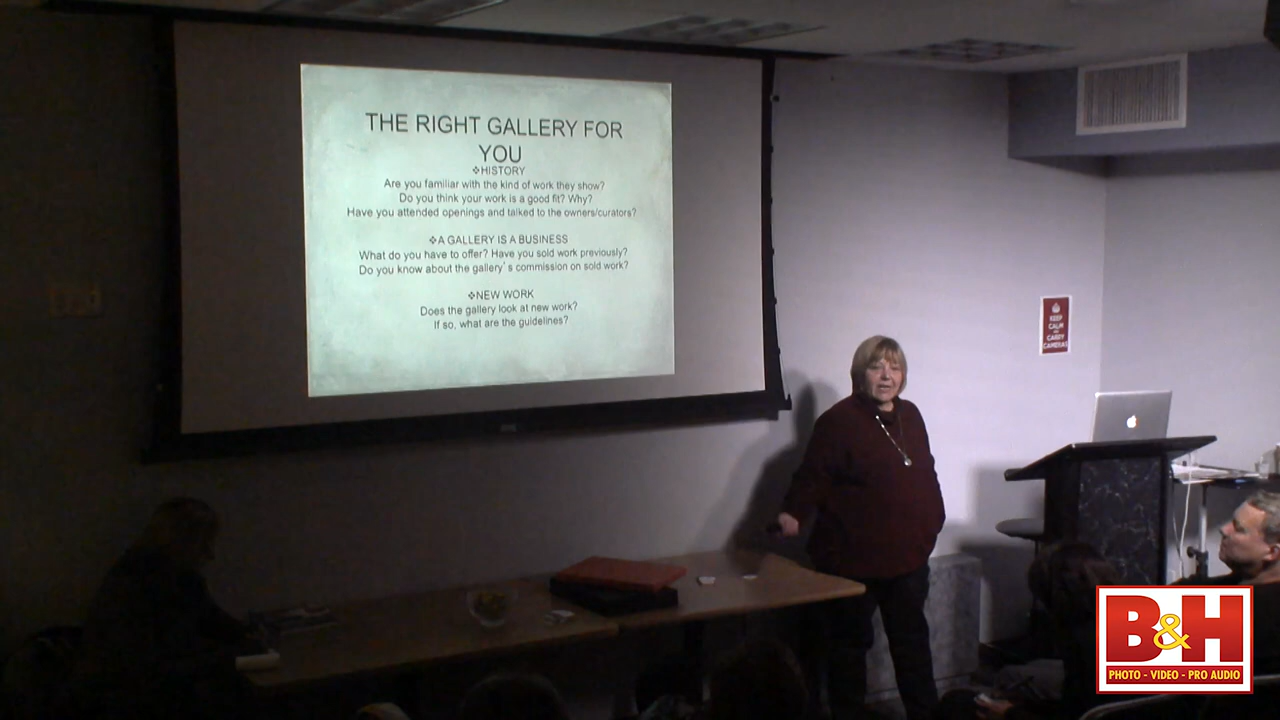 THE RIGHT GALLERY FOR
YOU
❖HISTORY
Are you familiar with the kind of work they show?
Do you think your work is a good fit? Why?
Have you attended openings and talked to the owners/curators?
❖A GALLERY IS A BUSINESS
What do you have to offer? Have you sold work previously?
Do you know about the gallery's commission on sold work?
❖NEW WORK
Does the gallery look at new work?
If so, what are the guidelines?
KEEP
CALM
AND
CARRY
CAMERAS
B&H
PHOTO - VIDEO - PRO AUDIO